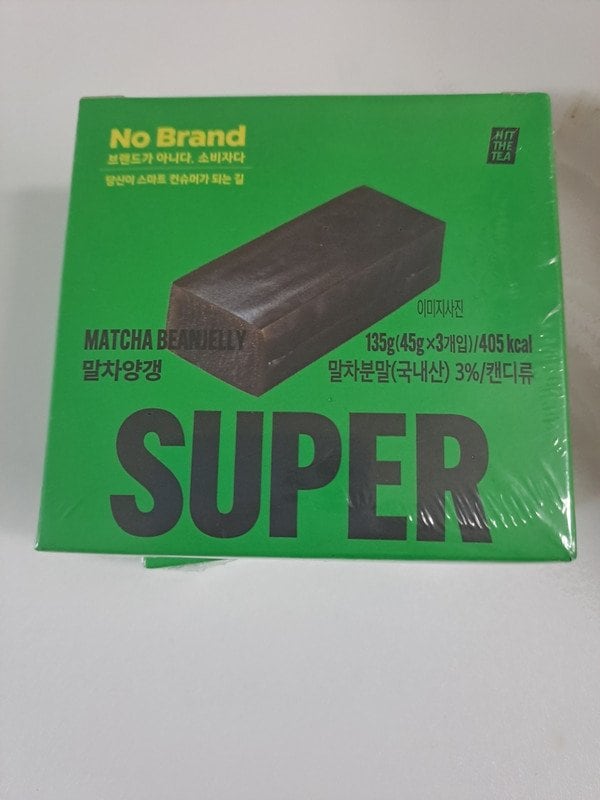 No Brand
브랜드가 아니다. 소비자다
당신이 스마트 컨슈머가 되는 길
HIT
THE
TEA
이미지사진
MATCHA BEANJELLY
말차양갱
135g(45g×3개입)/405 kcal
말차분말(국내산) 3%/캔디류
SUPER